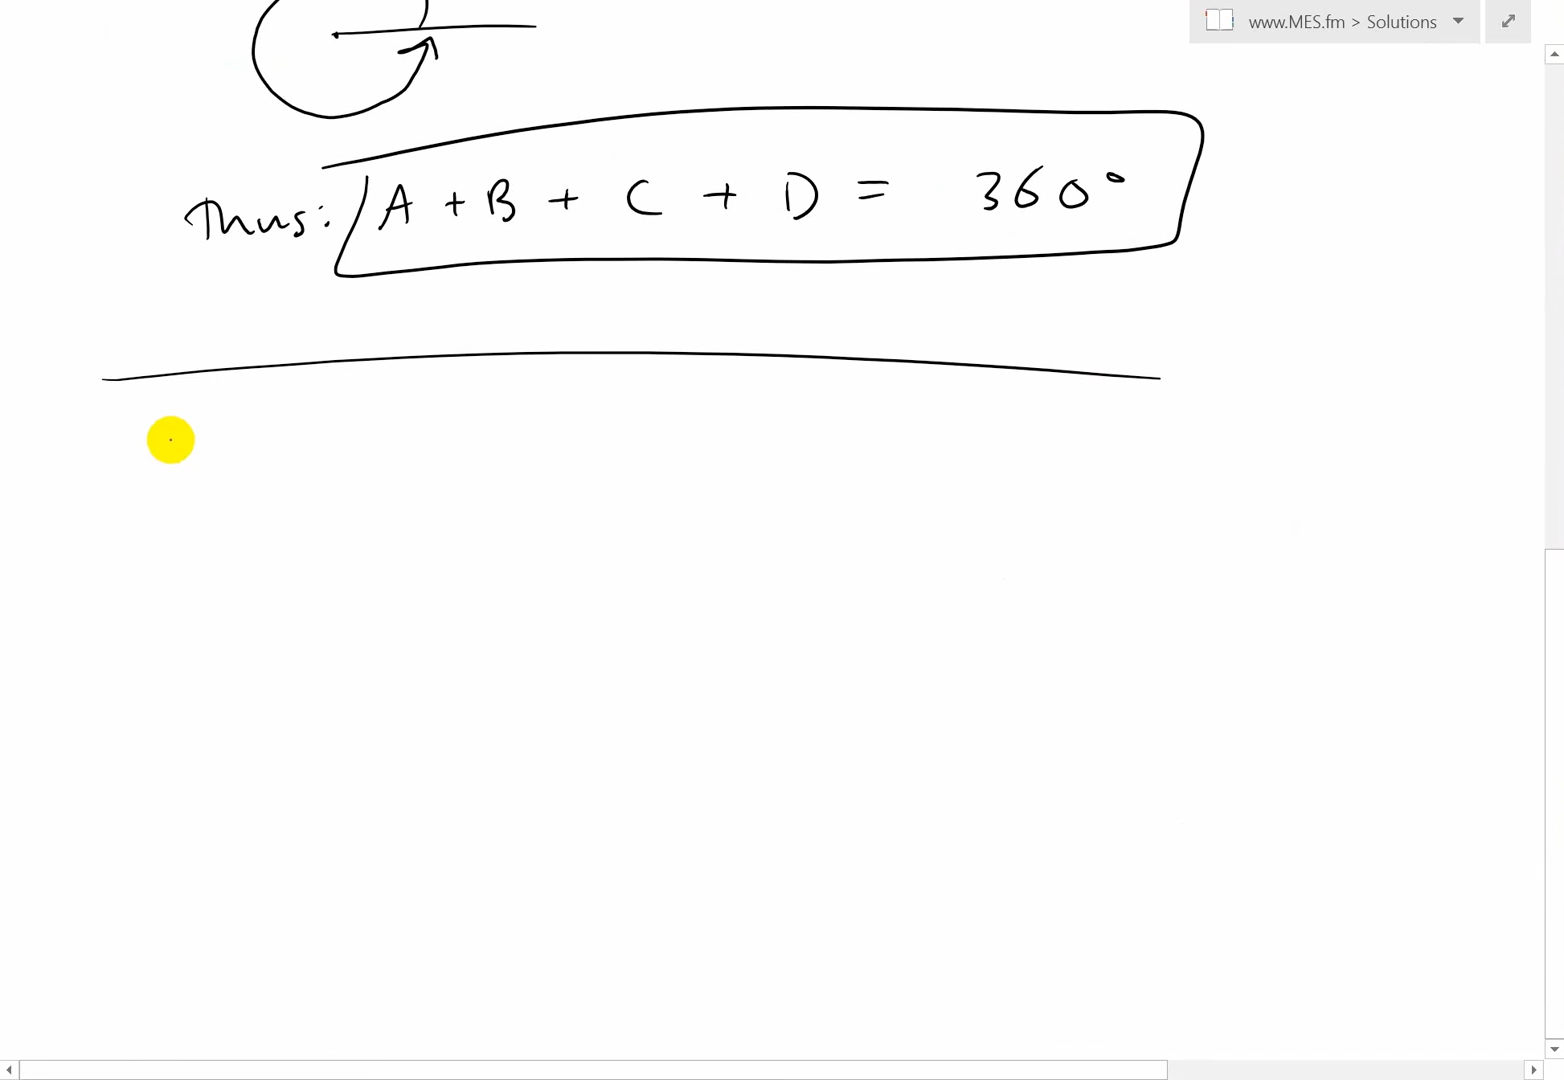 www.MES.fm > Solutions
Thus: A + B + C + D = 360°